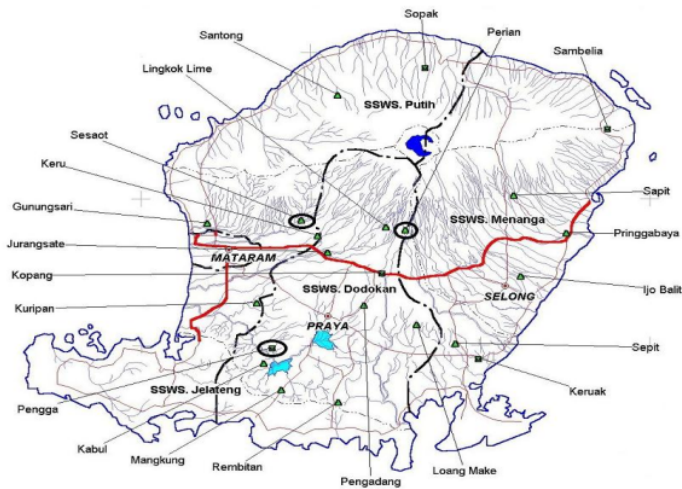 Sopak
Santong
Perian
Lingkok Lime
Sambelia
SSWS. Putih
Sesaot
Keru
Sapit
Gunungsari
SSWS. Menanga
Pringgabaya
Jurangsate
MATARAM
Kopang
SSWS. Dodokan
Ijo Balit
SELONG
Kuripan
PRAYA
Sepit
SSWS. Jelateng
Keruak
Pengga
Kabul
Mangkung
Rembitan
Pengadang
Loang Make